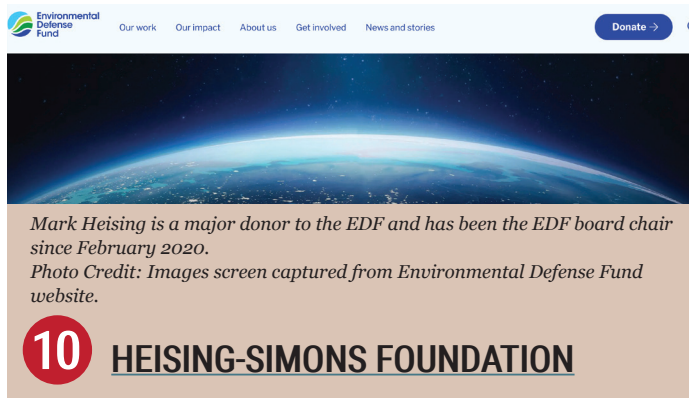 Environmental
Defense
Fund
Our work Our impact About us Get involved News and stories
Donate →
Mark Heising is a major donor to the EDF and has been the EDF board chair
since February 2020.
Photo Credit: Images screen captured from Environmental Defense Fund
website.
10 HEISING-SIMONS FOUNDATION